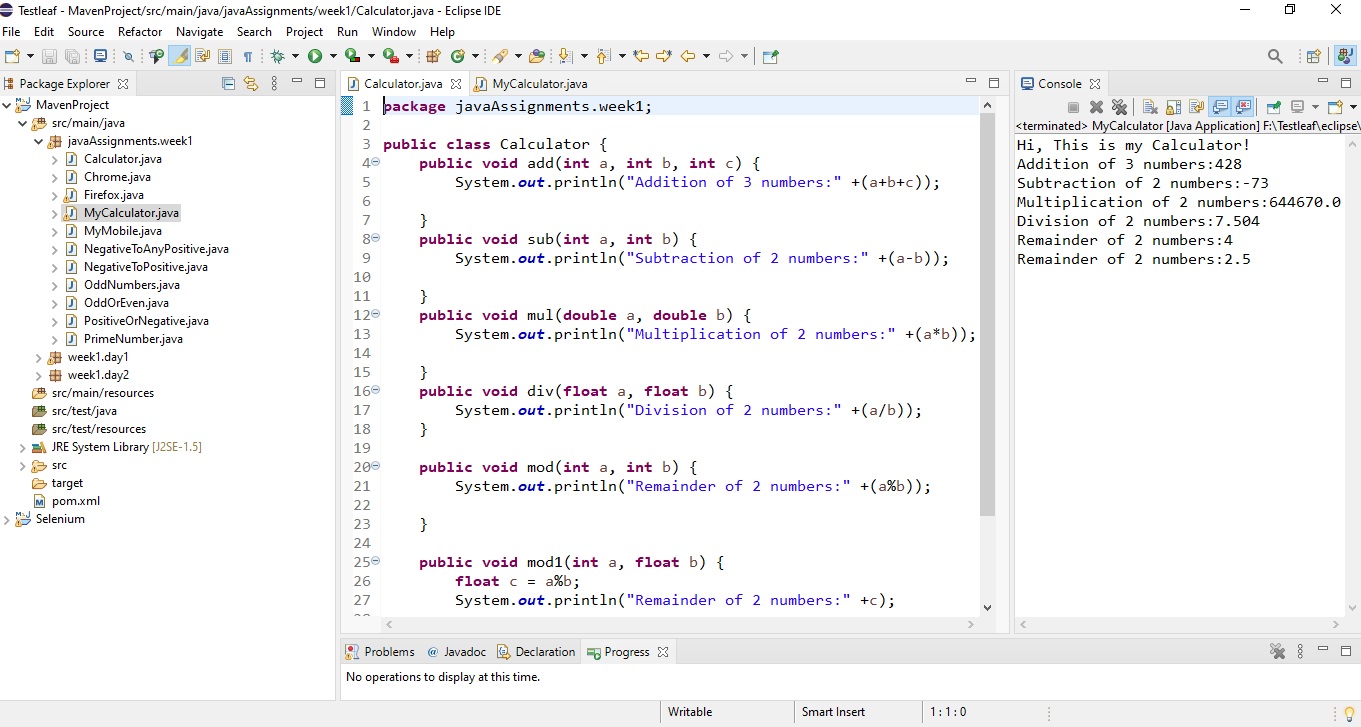 Testleaf - MavenProject/src/main/java/javaAssignments/week1/Calculator.java - Eclipse IDE
File Edit Source Refactor Navigate Search Project Run Window Help
Package Explorer
MavenProject
src/main/java
javaAssignments.week1
Calculator.java
Chrome.java
Firefox.java
MyCalculator.java
MyMobile.java
NegativeToAnyPositive.java
NegativeToPositive.java
OddNumbers.java
OddOrEven.java
PositiveOrNegative.java
PrimeNumber.java
week1.day1
week1.day2
src/main/resources
src/test/java
src/test/resources
JRE System Library [J2SE-1.5]
src
target
pom.xml
Selenium
Calculator.java MyCalculator.java
1 package javaAssignments.week1;
2
3 public class Calculator {
4 public void add(int a, int b, int c) {
5 System.out.println("Addition of 3 numbers:" +(a+b+c));
6
7 }
8 public void sub(int a, int b) {
9 System.out.println("Subtraction of 2 numbers:" +(a-b));
10
11 }
12 public void mul(double a, double b) {
13 System.out.println("Multiplication of 2 numbers:" +(a*b));
14
15 }
16 public void div(float a, float b) {
17 System.out.println("Division of 2 numbers:" +(a/b));
18 }
19
20 public void mod(int a, int b) {
21 System.out.println("Remainder of 2 numbers:" +(a%b));
22
23 }
24
25 public void mod1(int a, float b) {
26 float c = a%b;
27 System.out.println("Remainder of 2 numbers:" +c);
Console
<terminated> MyCalculator [Java Application] F:\Testleaf\eclipse\
Hi, This is my Calculator!
Addition of 3 numbers:428
Subtraction of 2 numbers:-73
Multiplication of 2 numbers:644670.0
Division of 2 numbers:7.504
Remainder of 2 numbers:4
Remainder of 2 numbers:2.5
Problems @ Javadoc Declaration Progress
No operations to display at this time.
Writable Smart Insert 1 : 1 : 0